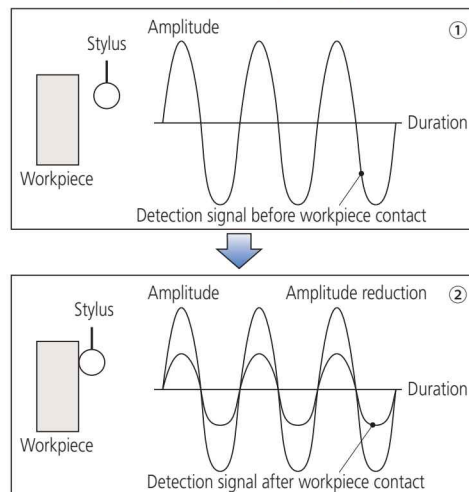 Amplitude
①
Stylus
Duration
Workpiece
Detection signal before workpiece contact
Amplitude
Amplitude reduction
②
Stylus
Duration
Workpiece
Detection signal after workpiece contact